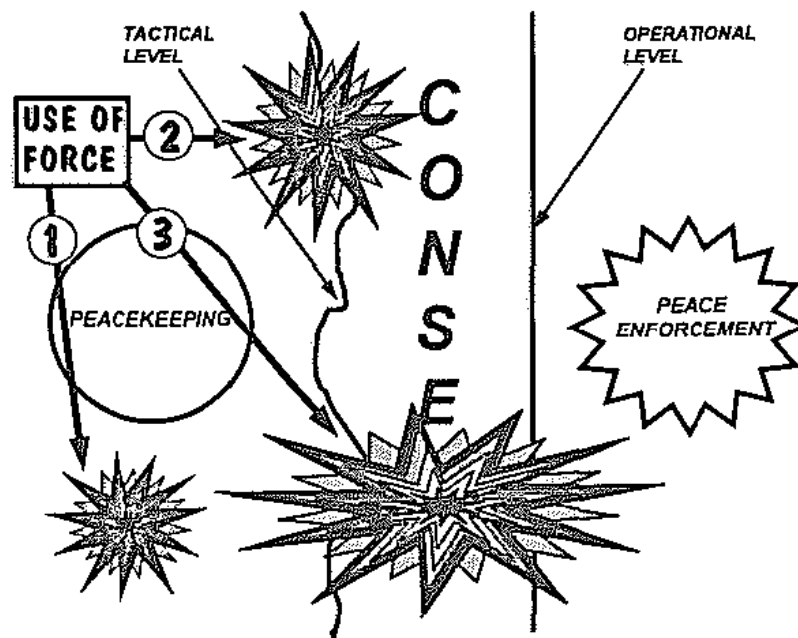 TACTICAL
LEVEL
OPERATIONAL
LEVEL
USE OF
FORCE
2
1
3
PEACEKEEPING
C
O
N
S
E
PEACE
ENFORCEMENT